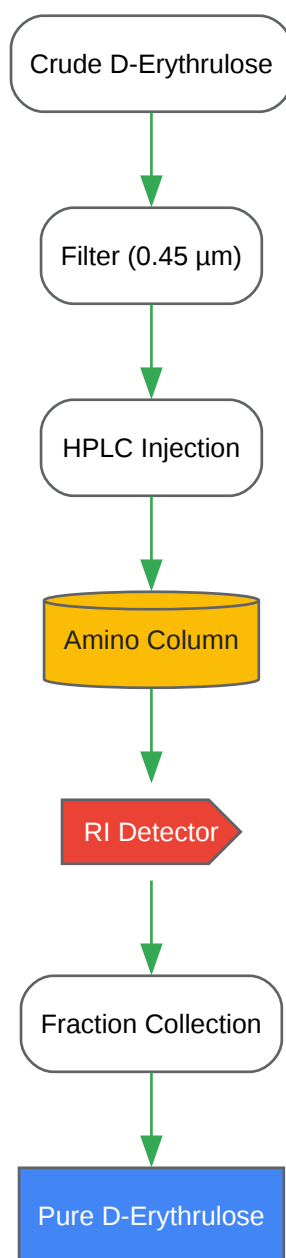 Crude D-Erythrulose
Filter (0.45 µm)
HPLC Injection
Amino Column
RI Detector
Fraction Collection
Pure D-Erythrulose